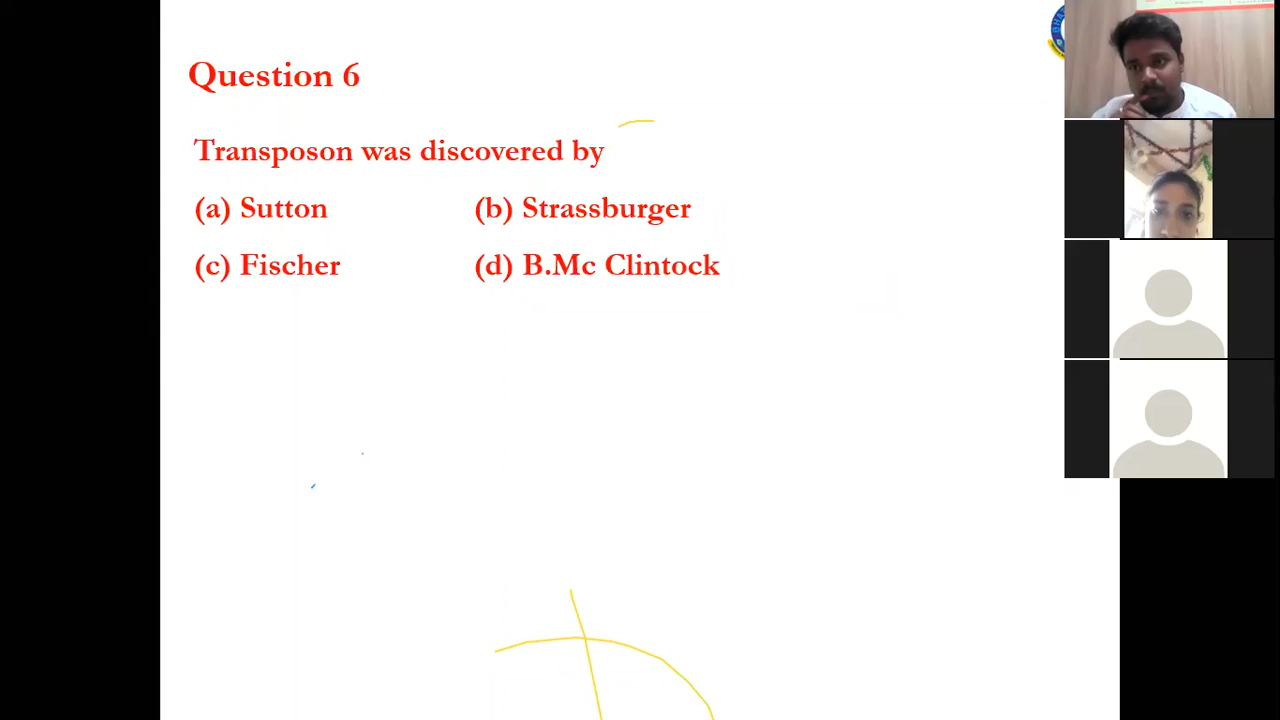 Question 6
Transposon was discovered by
(a) Sutton (b) Strassburger
(c) Fischer (d) B.Mc Clintock